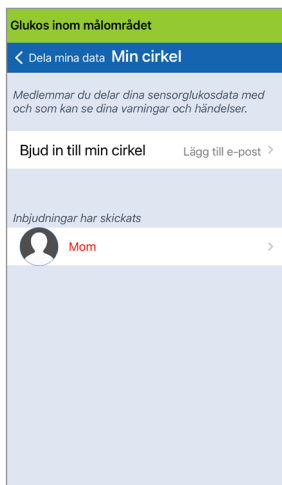 Glukos inom målområdet
Dela mina data Min cirkel
Medlemmar du delar dina sensorglukosdata med
och som kan se dina varningar och händelser.
Bjud in till min cirkel Lägg till e-post
Inbjudningar har skickats
Mom